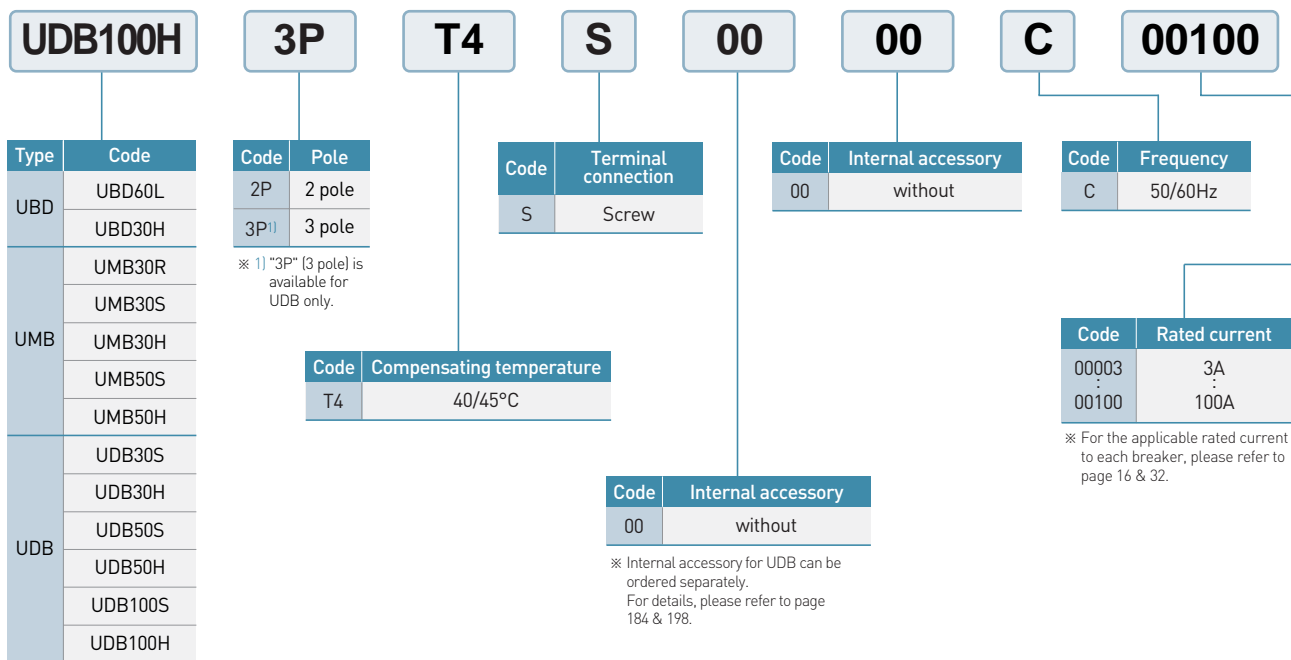 UDB100H 3P T4 S 00 00 C 00100
Type Code
UBD
UBD60L
UBD30H
UMB
UMB30R
UMB30S
UMB30H
UMB50S
UMB50H
UDB
UDB30S
UDB30H
UDB50S
UDB50H
UDB100S
UDB100H
Code Pole
2P 2 pole
3P1) 3 pole
※ 1) "3P" (3 pole) is
available for
UDB only.
Code Compensating temperature
T4 40/45°C
Code Terminal
connection
S Screw
Code Internal accessory
00 without
※ Internal accessory for UDB can be
ordered separately.
For details, please refer to page
184 & 198.
Code Internal accessory
00 without
Code Frequency
C 50/60Hz
Code Rated current
00003 3A
: :
00100 100A
※ For the applicable rated current
to each breaker, please refer to
page 16 & 32.